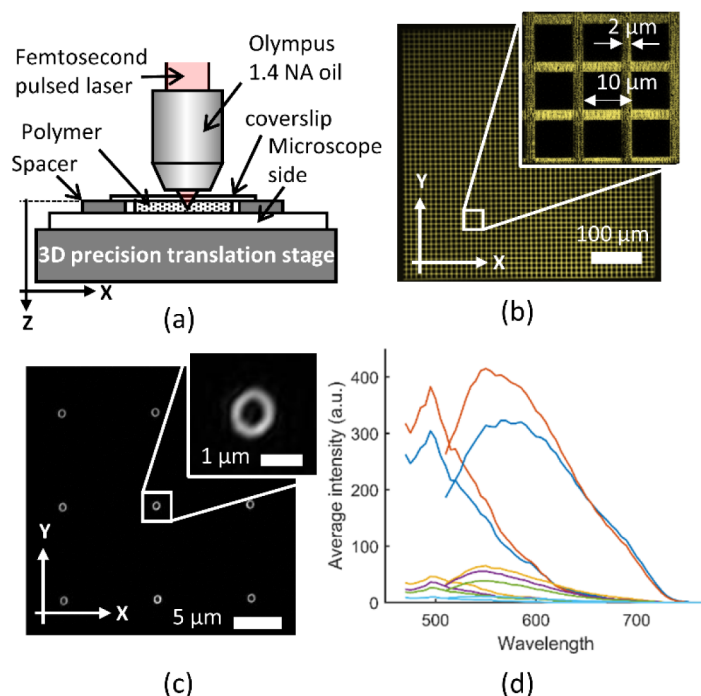 Femtosecond
pulsed laser
Olympus
1.4 NA oil
Polymer
Spacer
coverslip
Microscope
side
3D precision translation stage
X
Z
(a)
2 μm
10 μm
Y
X
100 μm
(b)
1 μm
Y
X
5 μm
(c)
Average intensity (a.u.)
400
300
200
100
0
500
600
700
Wavelength
(d)